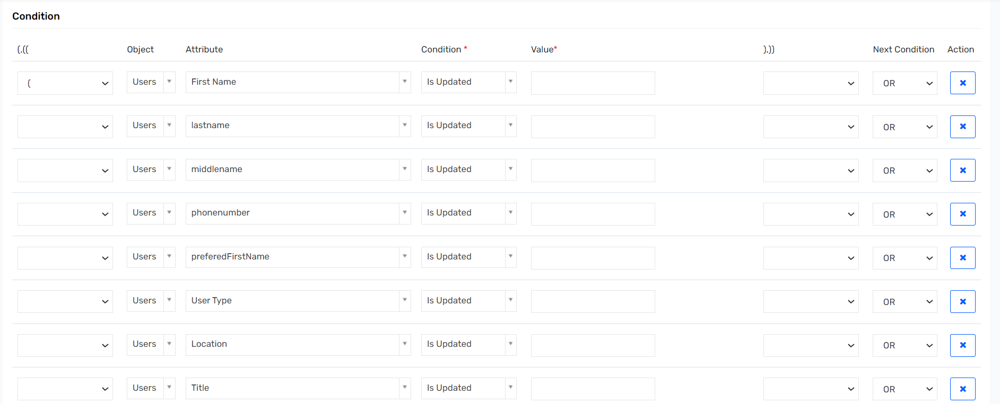 Condition
(,(( Object Attribute Condition * Value* ),)) Next Condition Action
( Users First Name Is Updated OR
Users lastname Is Updated OR
Users middlename Is Updated OR
Users phonenumber Is Updated OR
Users preferedFirstName Is Updated OR
Users User Type Is Updated OR
Users Location Is Updated OR
Users Title Is Updated OR